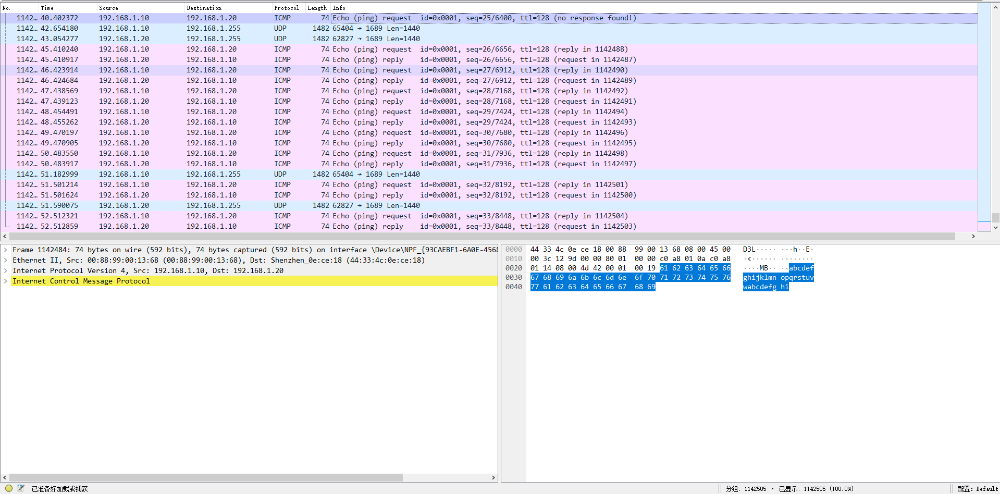 No. Time Source Destination Protocol Length Info
1142… 40.402372 192.168.1.10 192.168.1.20 ICMP 74 Echo (ping) request id=0x0001, seq=25/6400, ttl=128 (no response found!)
1142… 42.654180 192.168.1.10 192.168.1.255 UDP 1482 65404 → 1689 Len=1440
1142… 43.054277 192.168.1.20 192.168.1.255 UDP 1482 62827 → 1689 Len=1440
1142… 45.410240 192.168.1.10 192.168.1.20 ICMP 74 Echo (ping) request id=0x0001, seq=26/6656, ttl=128 (reply in 1142488)
1142… 45.410917 192.168.1.20 192.168.1.10 ICMP 74 Echo (ping) reply id=0x0001, seq=26/6656, ttl=128 (request in 1142487)
1142… 46.423914 192.168.1.10 192.168.1.20 ICMP 74 Echo (ping) request id=0x0001, seq=27/6912, ttl=128 (reply in 1142490)
1142… 46.424684 192.168.1.20 192.168.1.10 ICMP 74 Echo (ping) reply id=0x0001, seq=27/6912, ttl=128 (request in 1142489)
1142… 47.438569 192.168.1.10 192.168.1.20 ICMP 74 Echo (ping) request id=0x0001, seq=28/7168, ttl=128 (reply in 1142492)
1142… 47.439123 192.168.1.20 192.168.1.10 ICMP 74 Echo (ping) reply id=0x0001, seq=28/7168, ttl=128 (request in 1142491)
1142… 48.454491 192.168.1.10 192.168.1.20 ICMP 74 Echo (ping) request id=0x0001, seq=29/7424, ttl=128 (reply in 1142494)
1142… 48.455262 192.168.1.20 192.168.1.10 ICMP 74 Echo (ping) reply id=0x0001, seq=29/7424, ttl=128 (request in 1142493)
1142… 49.470197 192.168.1.10 192.168.1.20 ICMP 74 Echo (ping) request id=0x0001, seq=30/7680, ttl=128 (reply in 1142496)
1142… 49.470905 192.168.1.20 192.168.1.10 ICMP 74 Echo (ping) reply id=0x0001, seq=30/7680, ttl=128 (request in 1142495)
1142… 50.483550 192.168.1.10 192.168.1.20 ICMP 74 Echo (ping) request id=0x0001, seq=31/7936, ttl=128 (reply in 1142498)
1142… 50.483917 192.168.1.20 192.168.1.10 ICMP 74 Echo (ping) reply id=0x0001, seq=31/7936, ttl=128 (request in 1142497)
1142… 51.182999 192.168.1.10 192.168.1.255 UDP 1482 65404 → 1689 Len=1440
1142… 51.501214 192.168.1.10 192.168.1.20 ICMP 74 Echo (ping) request id=0x0001, seq=32/8192, ttl=128 (reply in 1142501)
1142… 51.501624 192.168.1.20 192.168.1.10 ICMP 74 Echo (ping) reply id=0x0001, seq=32/8192, ttl=128 (request in 1142500)
1142… 51.590075 192.168.1.20 192.168.1.255 UDP 1482 62827 → 1689 Len=1440
1142… 52.512321 192.168.1.10 192.168.1.20 ICMP 74 Echo (ping) request id=0x0001, seq=33/8448, ttl=128 (reply in 1142504)
1142… 52.512859 192.168.1.20 192.168.1.10 ICMP 74 Echo (ping) reply id=0x0001, seq=33/8448, ttl=128 (request in 1142503)
Frame 1142484: 74 bytes on wire (592 bits), 74 bytes captured (592 bits) on interface \Device\NPF_{93CAEBF1-6A0E-4568
Ethernet II, Src: 00:88:99:00:13:68 (00:88:99:00:13:68), Dst: Shenzhen_0e:ce:18 (44:33:4c:0e:ce:18)
Internet Protocol Version 4, Src: 192.168.1.10, Dst: 192.168.1.20
Internet Control Message Protocol
0000 44 33 4c 0e ce 18 00 88 99 00 13 68 08 00 45 00 D3L····· ···h··E·
0010 00 3c 12 9d 00 00 80 01 00 00 c0 a8 01 0a c0 a8 ·<······ ········
0020 01 14 08 00 4d 42 00 01 00 19 61 62 63 64 65 66 ····MB·· ··abcdef
0030 67 68 69 6a 6b 6c 6d 6e 6f 70 71 72 73 74 75 76 ghijklmn opqrstuv
0040 77 61 62 63 64 65 66 67 68 69 wabcdefg hi
已准备好加载或捕获 分组: 1142505 · 已显示: 1142505 (100.0%) 配置: Default